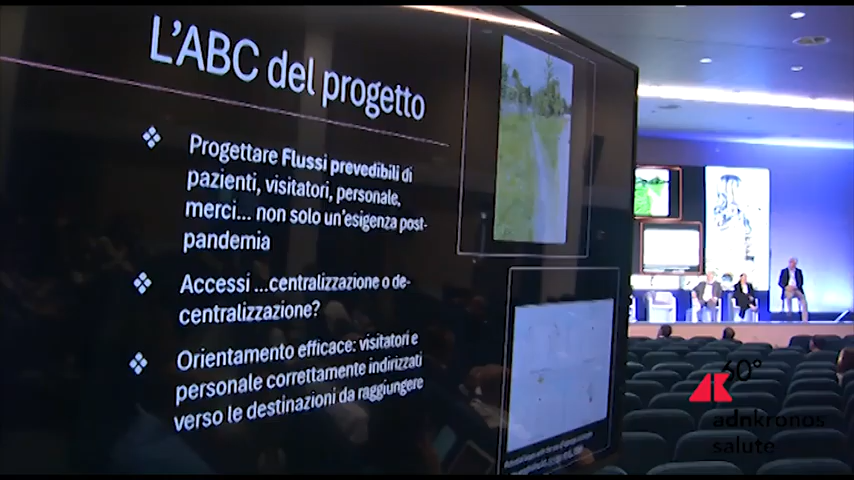 L'ABC del progetto
❖ Progettare Flussi prevedibili di
pazienti, visitatori, personale,
merci... non solo un'esigenza post-
pandemia
❖ Accessi ...centralizzazione o de-
centralizzazione?
❖ Orientamento efficace: visitatori e
personale correttamente indirizzati
verso le destinazioni da raggiungere
60°
adnkronos
salute